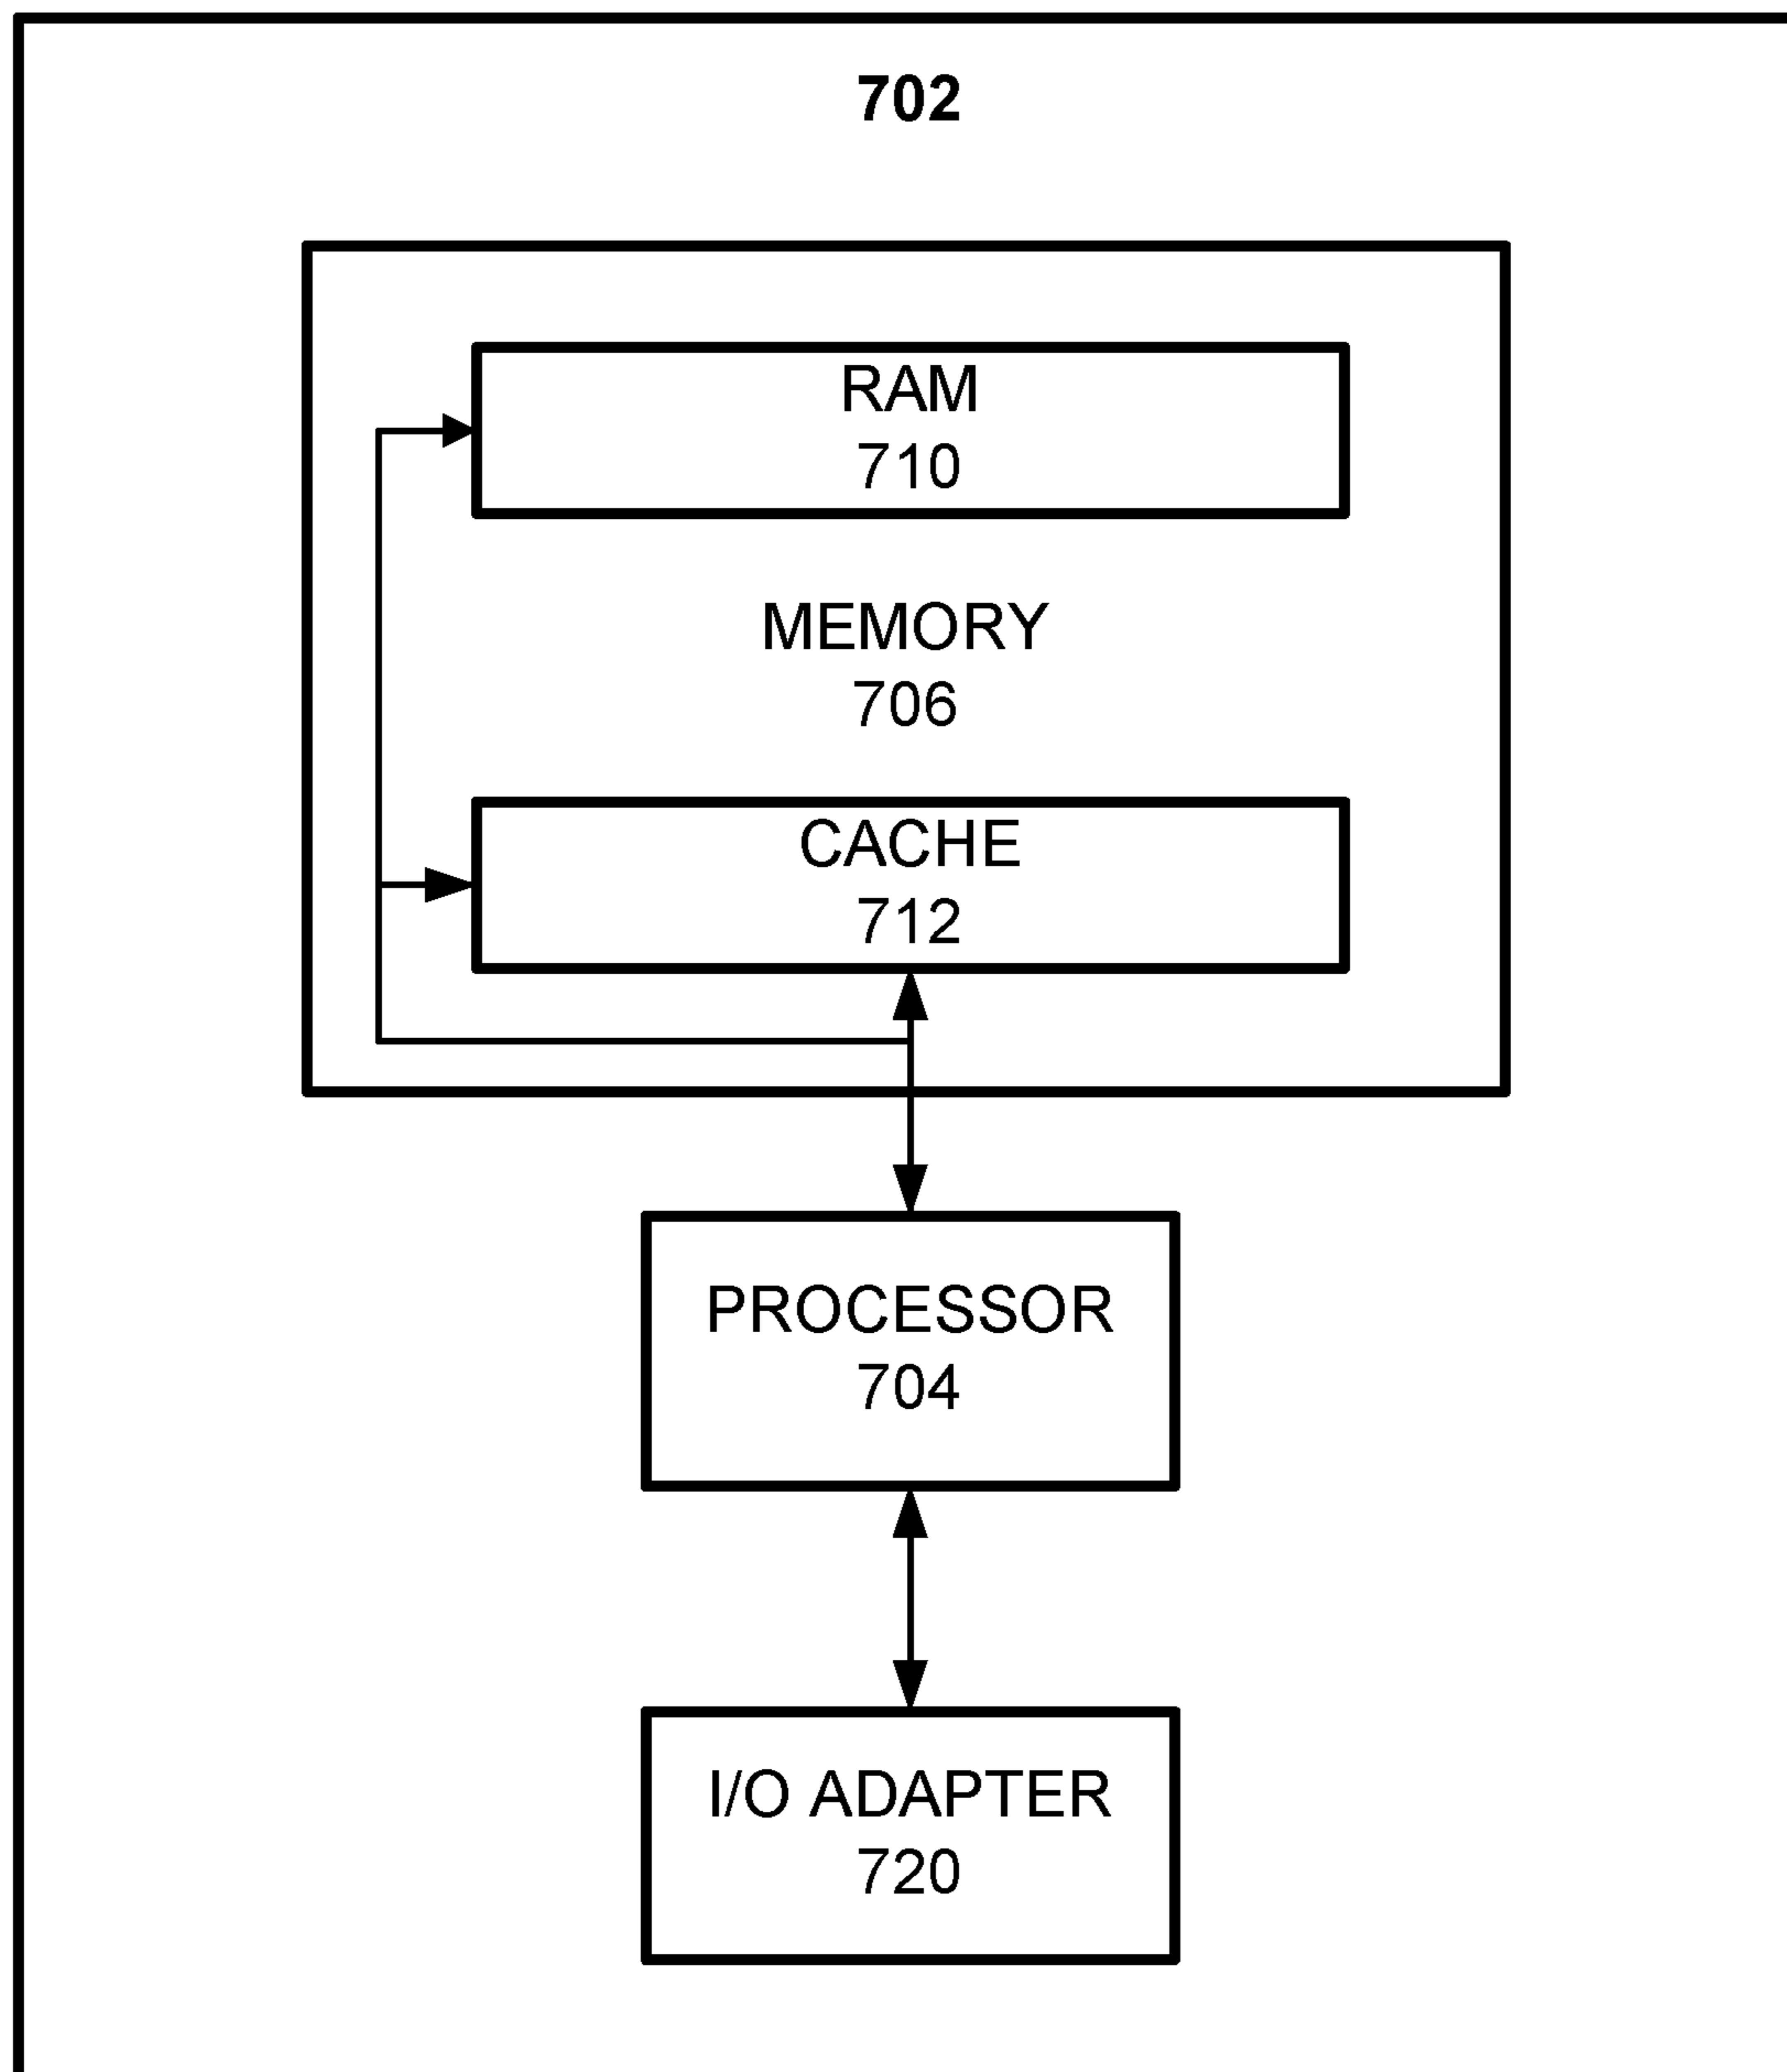 702
RAM
710
MEMORY
706
CACHE
712
PROCESSOR
704
I/O ADAPTER
720